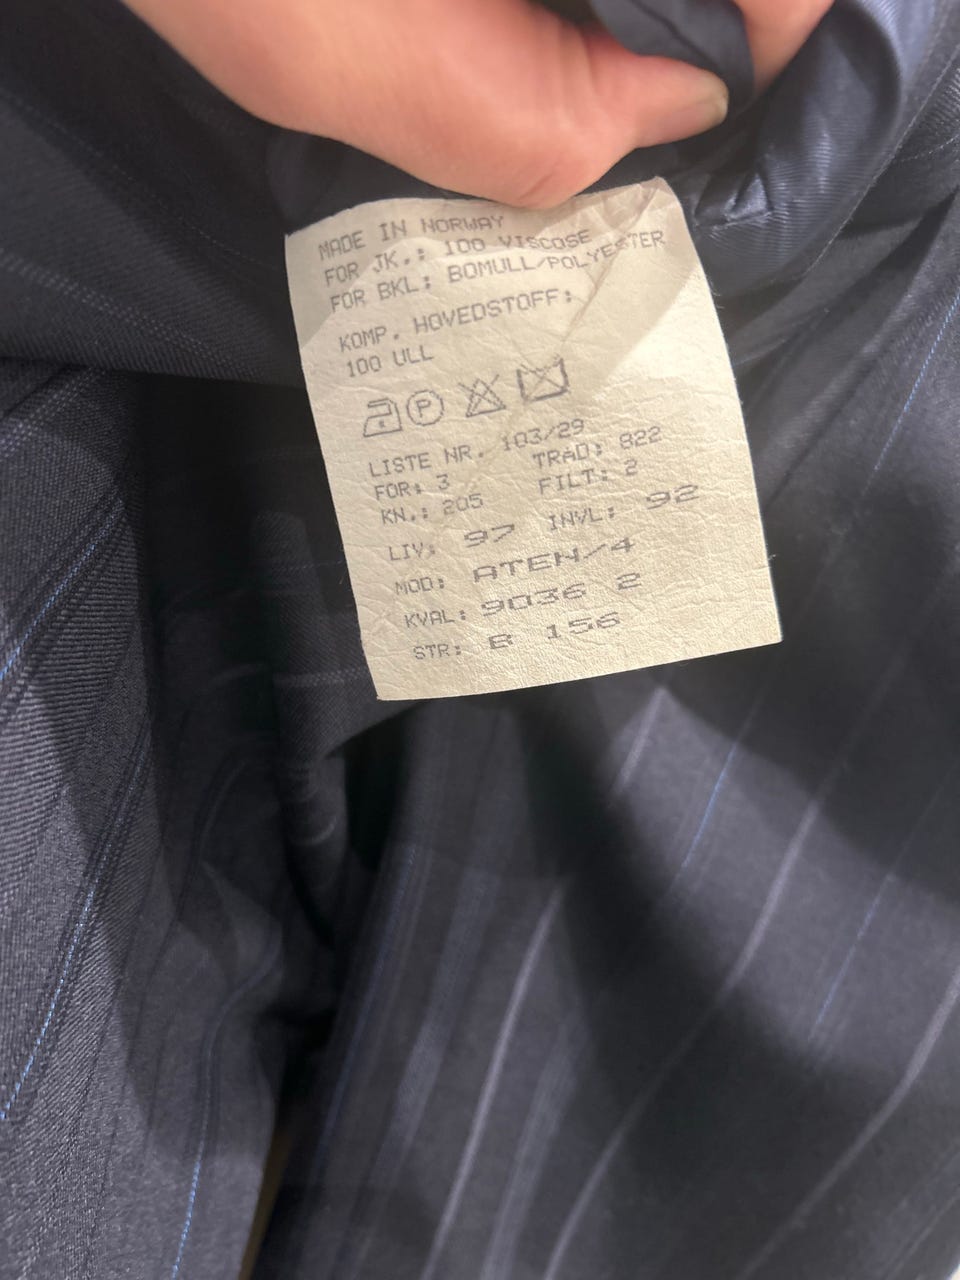 MADE IN NORWAY
FOR JK.: 100 VISCOSE
FOR BKL: BOMULL/POLYESTER
KOMP. HOVEDSTOFF:
100 ULL
P
LISTE NR. 103/29
FOR: 3 TRAD: 822
KN.: 205 FILT: 2
LIV: 97 INVL: 92
MOD: ATEN/4
KVAL: 9036 2
STR: B 156